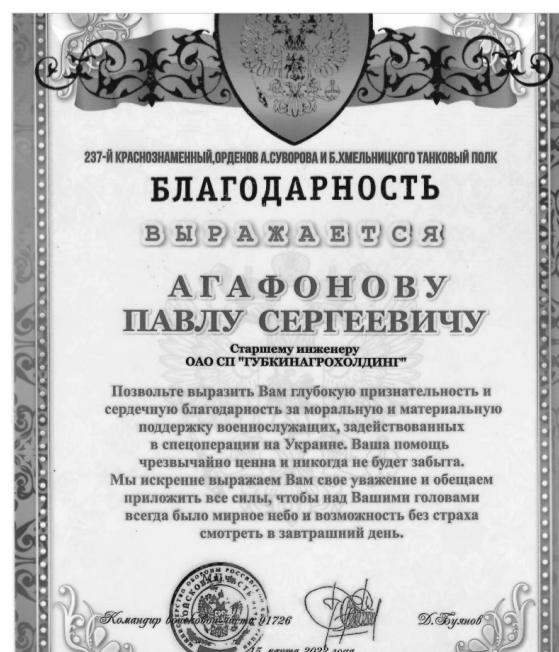 237-Й КРАСНОЗНАМЕННЫЙ,ОРДЕНОВ А.СУВОРОВА И Б.ХМЕЛЬНИЦКОГО ТАНКОВЫЙ ПОЛК
БЛАГОДАРНОСТЬ
ВЫРАЖАЕТСЯ
АГАФОНОВУ
ПАВЛУ СЕРГЕЕВИЧУ
Старшему инженеру
ОАО СП "ГУБКИНАГРОХОЛДИНГ"
Позвольте выразить Вам глубокую признательность и
сердечную благодарность за моральную и материальную
поддержку военнослужащих, задействованных
в спецоперации на Украине. Ваша помощь
чрезвычайно ценна и никогда не будет забыта.
Мы искренне выражаем Вам свое уважение и обещаем
приложить все силы, чтобы над Вашими головами
всегда было мирное небо и возможность без страха
смотреть в завтрашний день.
Командир войсковой части 91726 Д.Буянов
15 марта 2022 года